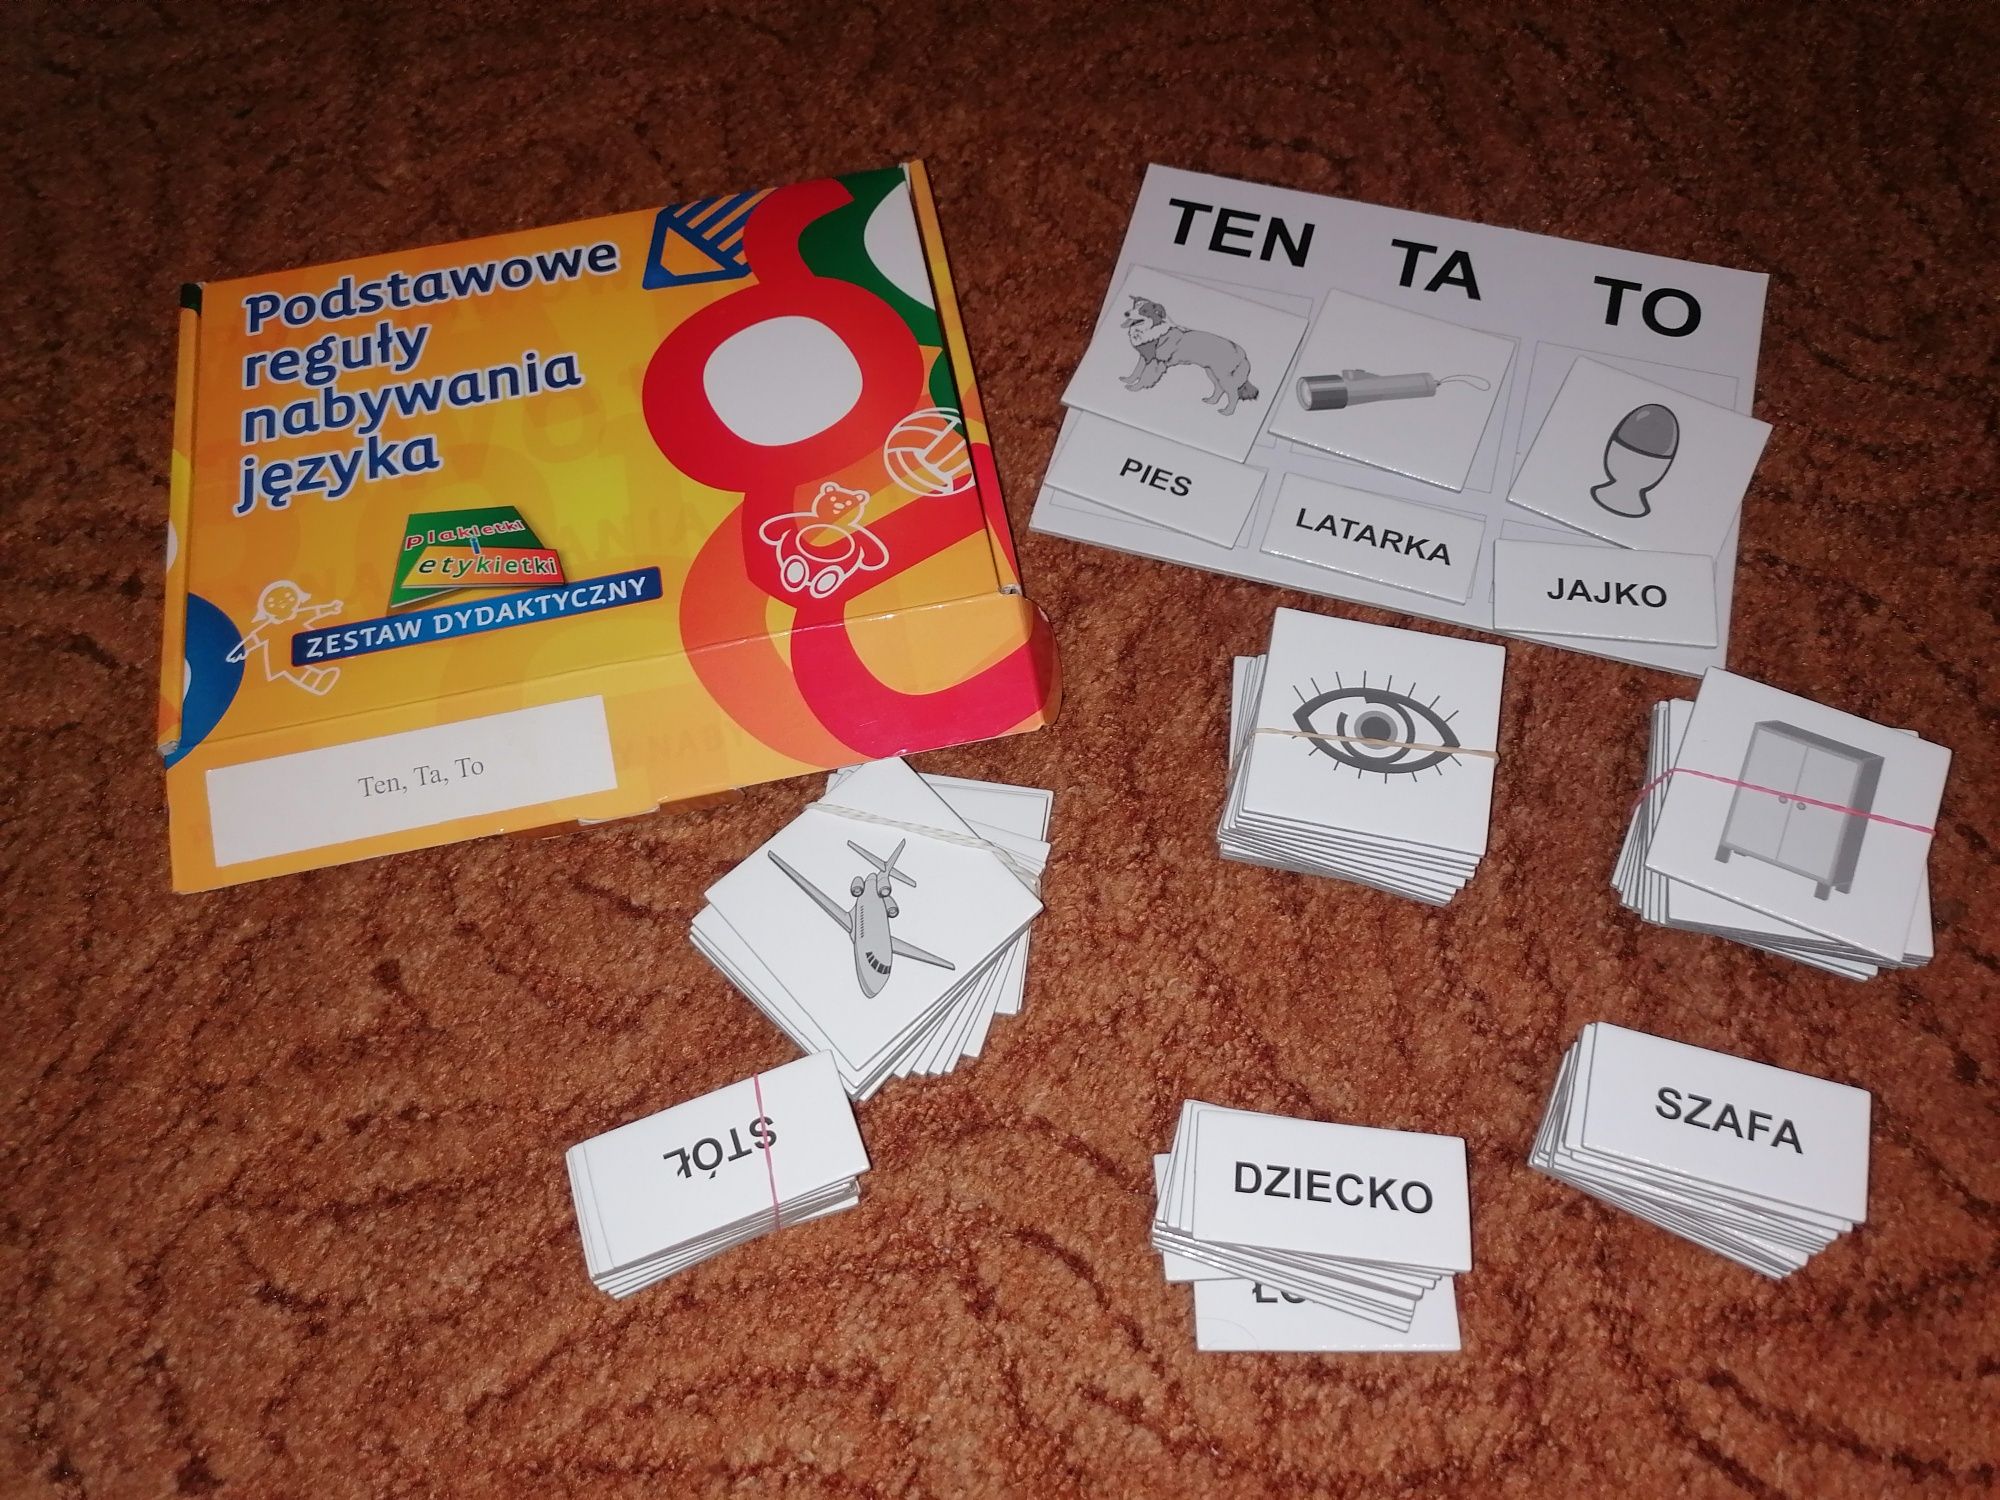 Podstawowe
reguły
nabywania
języka
plakietki
i
etykietki
ZESTAW DYDAKTYCZNY
Ten, Ta, To
TEN TA TO
PIES
LATARKA
JAJKO
STÓŁ
DZIECKO
SZAFA